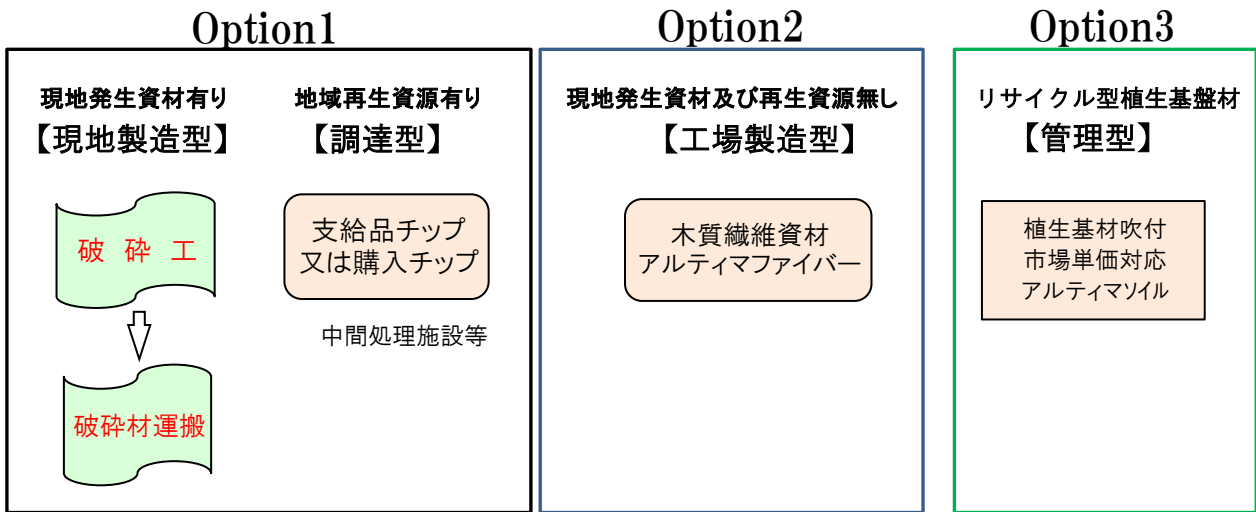 Option1
現地発生資材有り
【現地製造型】
破 砕 工
破砕材運搬
地域再生資源有り
【調達型】
支給品チップ
又は購入チップ
中間処理施設等
Option2
現地発生資材及び再生資源無し
【工場製造型】
木質繊維資材
アルティマファイバー
Option3
リサイクル型植生基盤材
【管理型】
植生基材吹付
市場単価対応
アルティマソイル